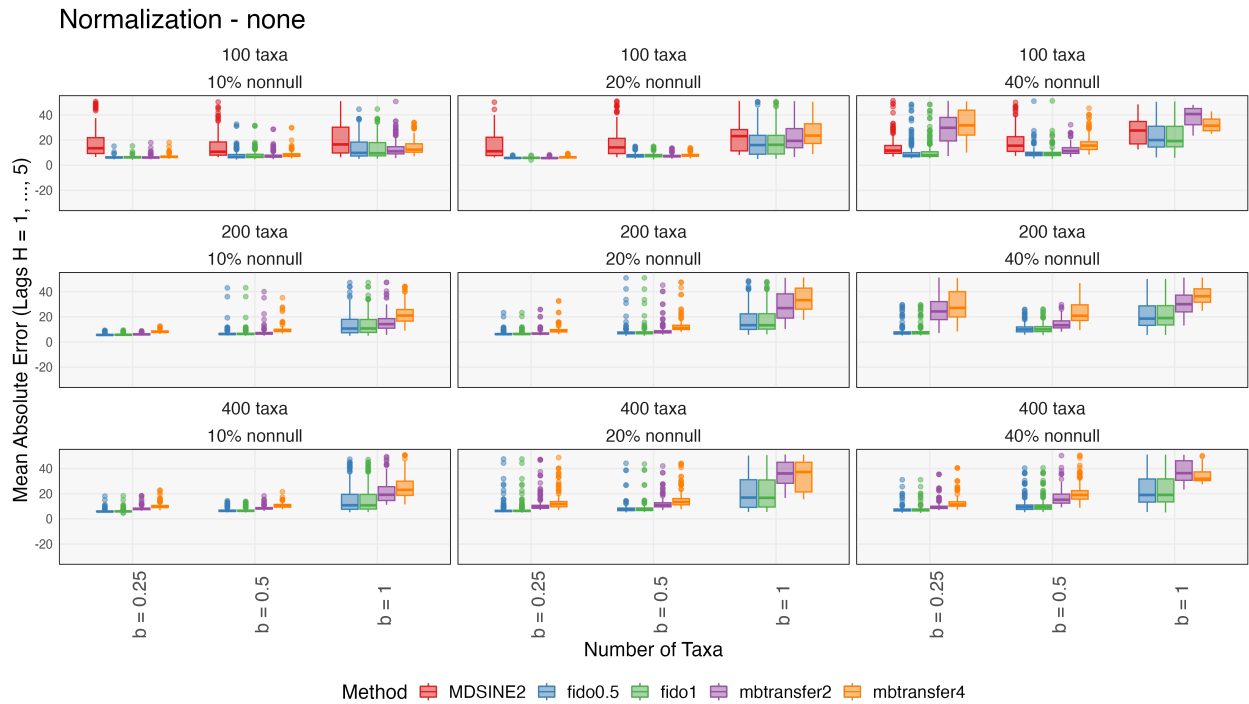 Normalization - none
100 taxa
10% nonnull
100 taxa
20% nonnull
100 taxa
40% nonnull
40
20
0
-20
200 taxa
10% nonnull
200 taxa
20% nonnull
200 taxa
40% nonnull
40
20
0
-20
400 taxa
10% nonnull
400 taxa
20% nonnull
400 taxa
40% nonnull
40
20
0
-20
Mean Absolute Error (Lags H = 1, ..., 5)
b = 0.25
b = 0.5
b = 1
b = 0.25
b = 0.5
b = 1
b = 0.25
b = 0.5
b = 1
Number of Taxa
Method MDSINE2 fido0.5 fido1 mbtransfer2 mbtransfer4